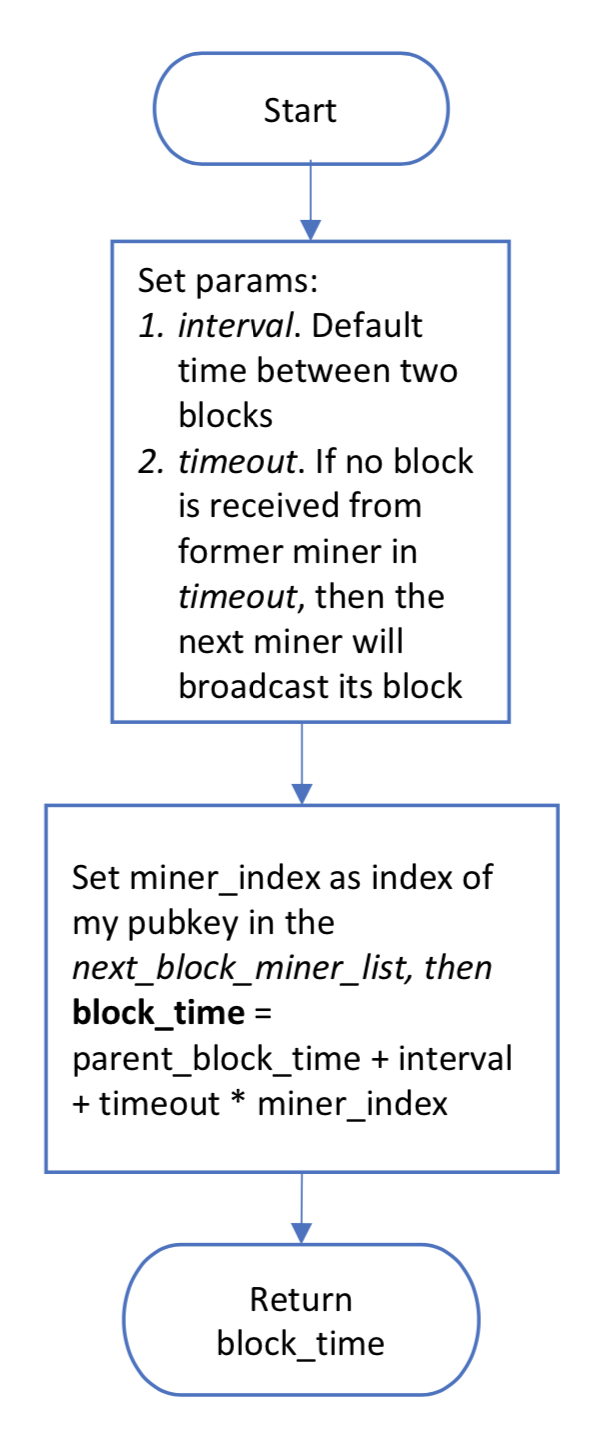 Start
Set params:
1. interval. Default
time between two
blocks
2. timeout. If no block
is received from
former miner in
timeout, then the
next miner will
broadcast its block
Set miner_index as index of
my pubkey in the
next_block_miner_list, then
block_time =
parent_block_time + interval
+ timeout * miner_index
Return
block_time